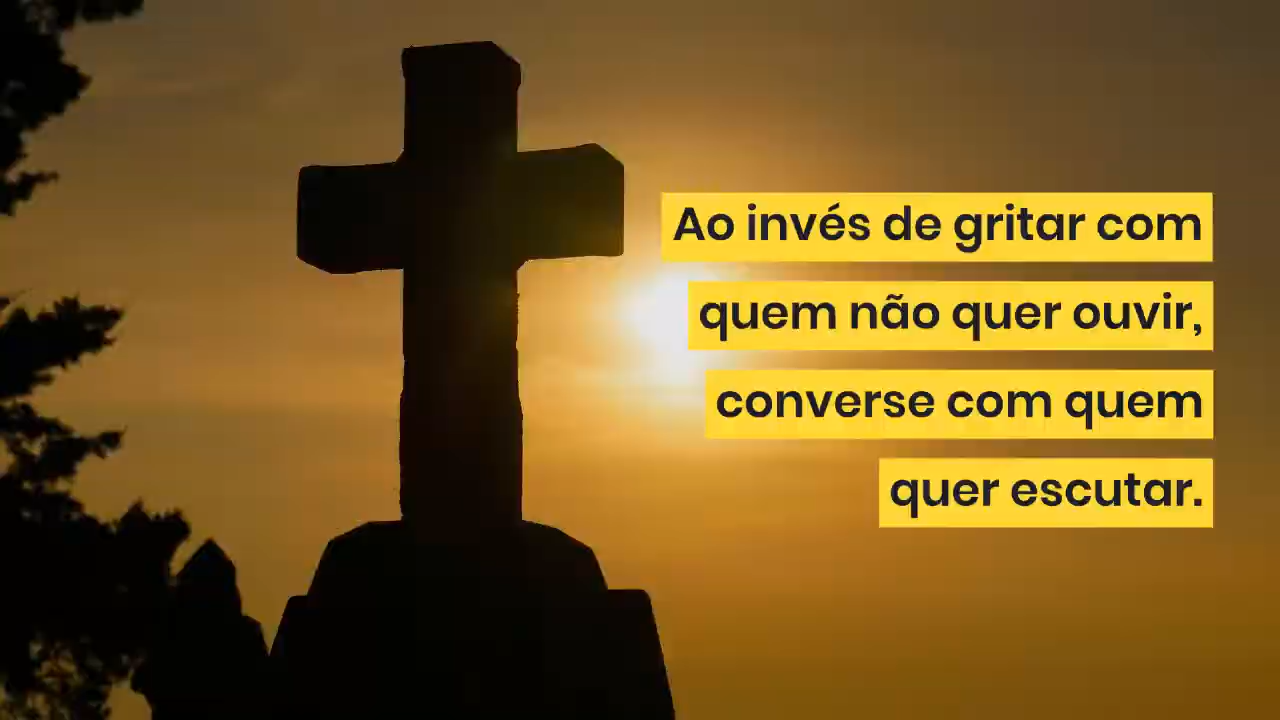 Ao invés de gritar com
quem não quer ouvir,
converse com quem
quer escutar.